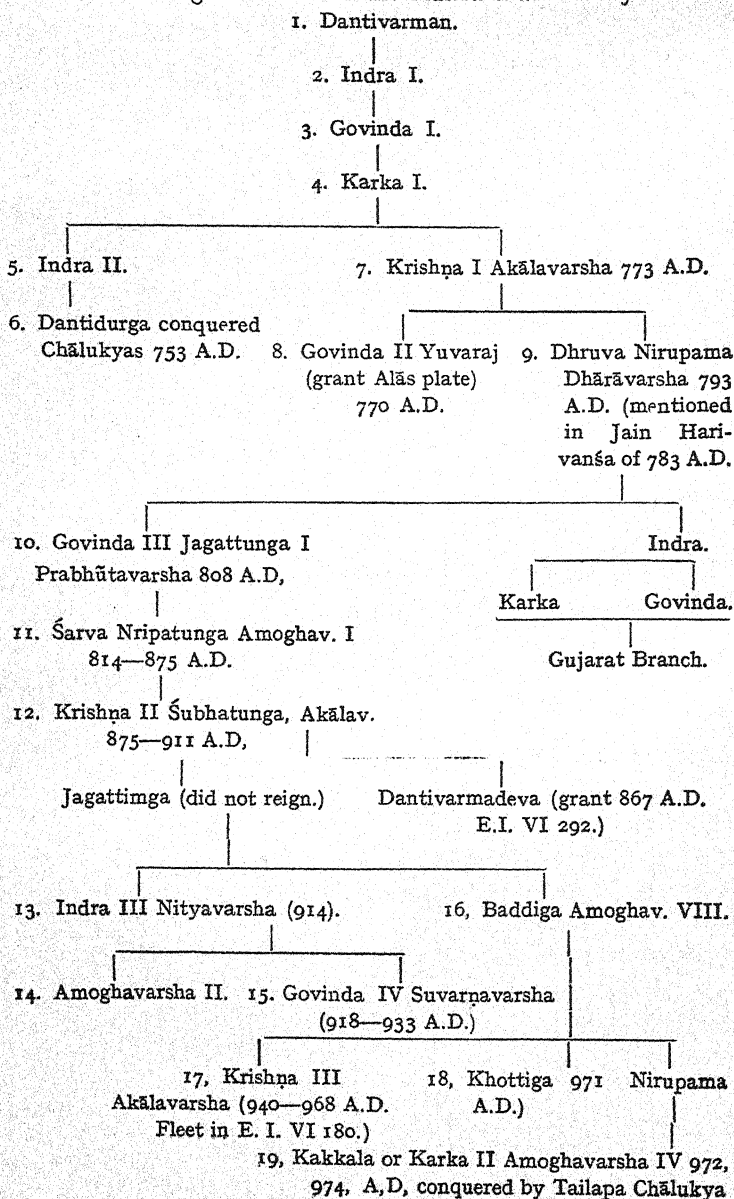 1. Dantivarman.
2. Indra I.
3. Govinda I.
4. Karka I.
5. Indra II.
7. Krishṇa I Akālavarsha 773 A.D.
6. Dantidurga conquered
Chālukyas 753 A.D.
8. Govinda II Yuvaraj
(grant Alās plate)
770 A.D.
9. Dhruva Nirupama
Dhārāvarsha 793
A.D. (mentioned
in Jain Hari-
vanśa of 783 A.D.
10. Govinda III Jagattunga I
Prabhūtavarsha 808 A.D,
Indra.
Karka Govinda.
Gujarat Branch.
11. Śarva Nripatunga Amoghav. I
814—875 A.D.
12. Krishṇa II Śubhatunga, Akālav.
875—911 A.D,
Jagattimga (did not reign.)
Dantivarmadeva (grant 867 A.D.
E.I. VI 292.)
13. Indra III Nityavarsha (914).
16, Baddiga Amoghav. VIII.
14. Amoghavarsha II.
15. Govinda IV Suvarṇavarsha
(918—933 A.D.)
17, Krishṇa III
Akālavarsha (940—968 A.D.
Fleet in E. I. VI 180.)
18, Khottiga 971
A.D.)
Nirupama
19, Kakkala or Karka II Amoghavarsha IV 972,
974, A,D, conquered by Tailapa Chālukya